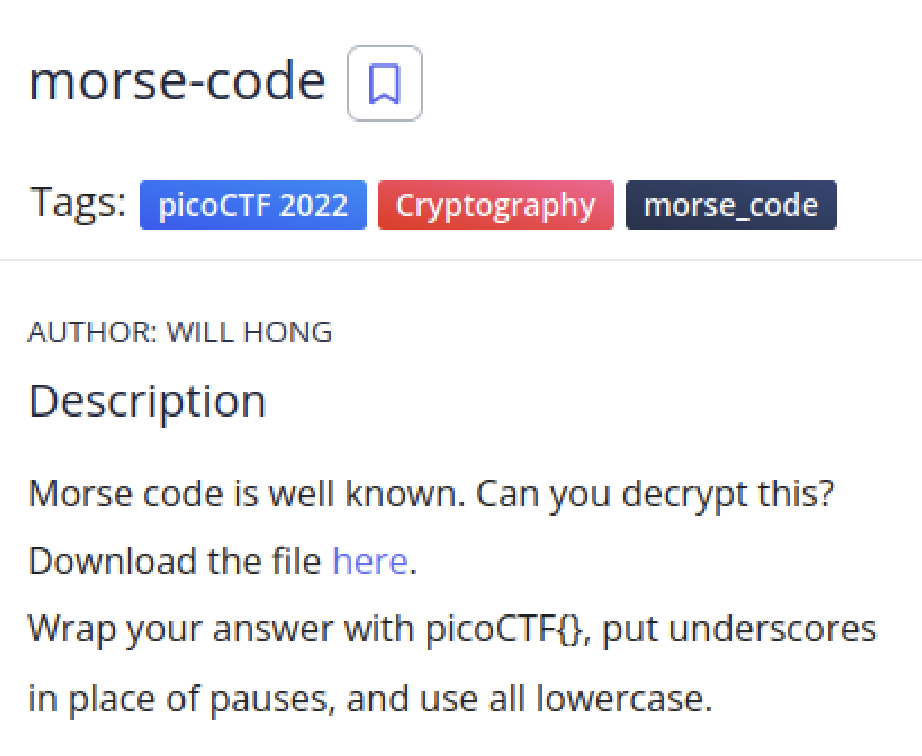 morse-code
Tags: picoCTF 2022 Cryptography morse_code
AUTHOR: WILL HONG
Description
Morse code is well known. Can you decrypt this?
Download the file here.
Wrap your answer with picoCTF{}, put underscores
in place of pauses, and use all lowercase.